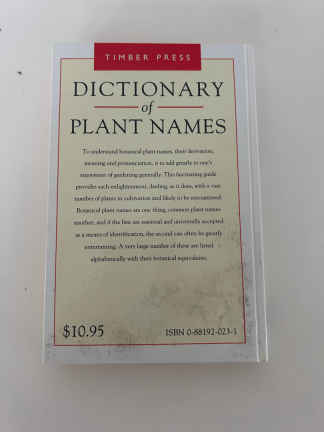 TIMBER PRESS
DICTIONARY
of
PLANT NAMES
To understand botanical plant names, their derivation,
meaning and pronunciation, is to add greatly to one's
enjoyment of gardening generally. This fascinating guide
provides such enlightenment, dealing, as it does, with a vast
number of plants in cultivation and likely to be encountered.
Botanical plant names are one thing, common plant names
another, and if the first are essential and universally accepted
as a means of identification, the second can often be greatly
entertaining. A very large number of these are listed
alphabetically with their botanical equivalents.
$10.95
ISBN 0-88192-023-1